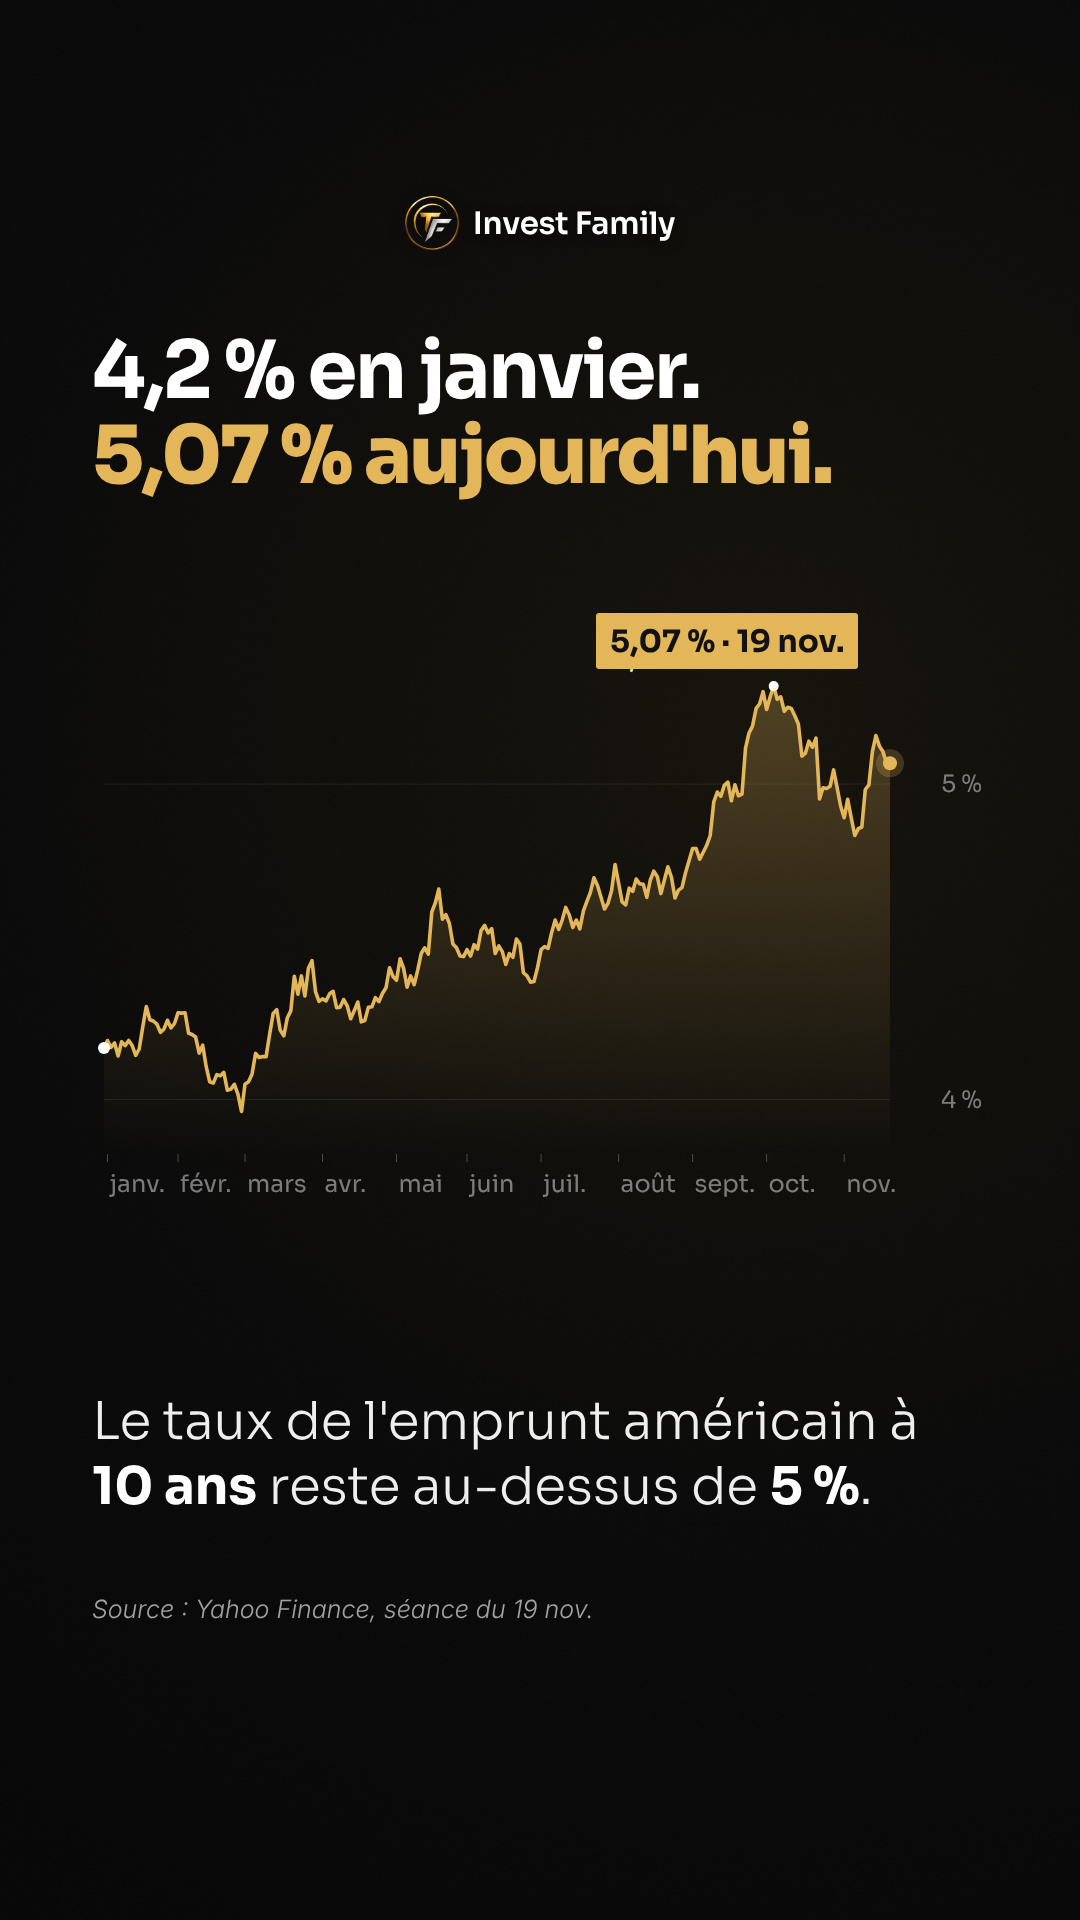 Invest Family
4,2 % en janvier.
5,07 % aujourd'hui.
5,07 % · 19 nov.
5 %
4 %
janv. févr. mars avr. mai juin juil. août sept. oct. nov.
Le taux de l'emprunt américain à
10 ans reste au-dessus de 5 %.
Source : Yahoo Finance, séance du 19 nov.